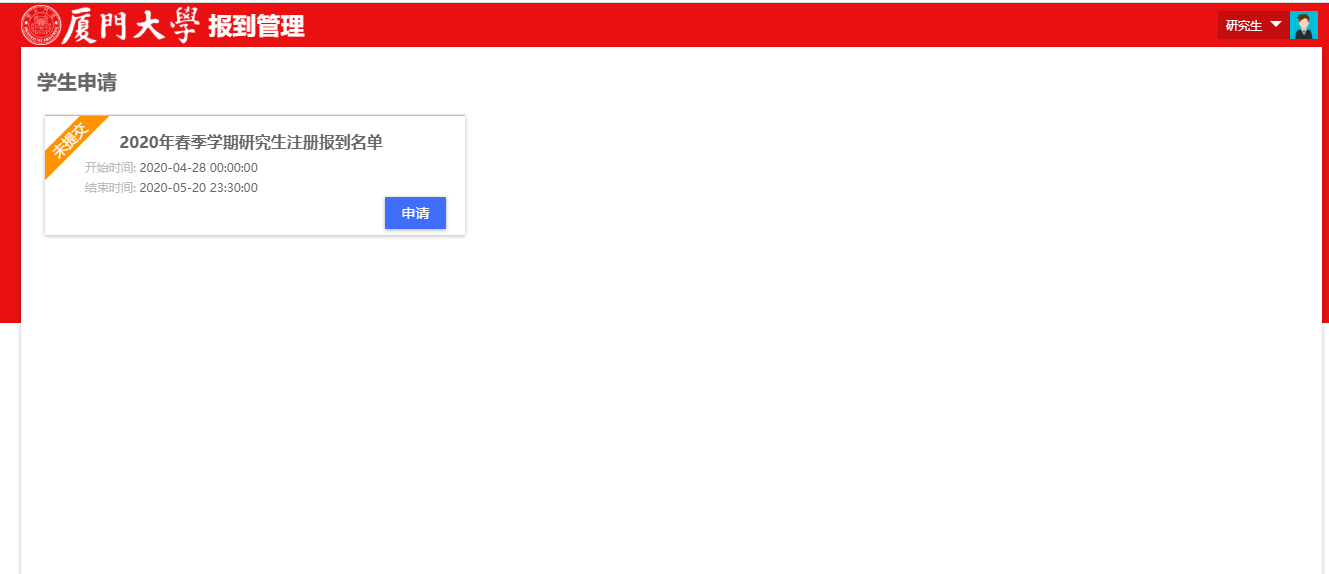 厦門大學 报到管理
研究生
学生申请
未提交
2020年春季学期研究生注册报到名单
开始时间: 2020-04-28 00:00:00
结束时间: 2020-05-20 23:30:00
申请